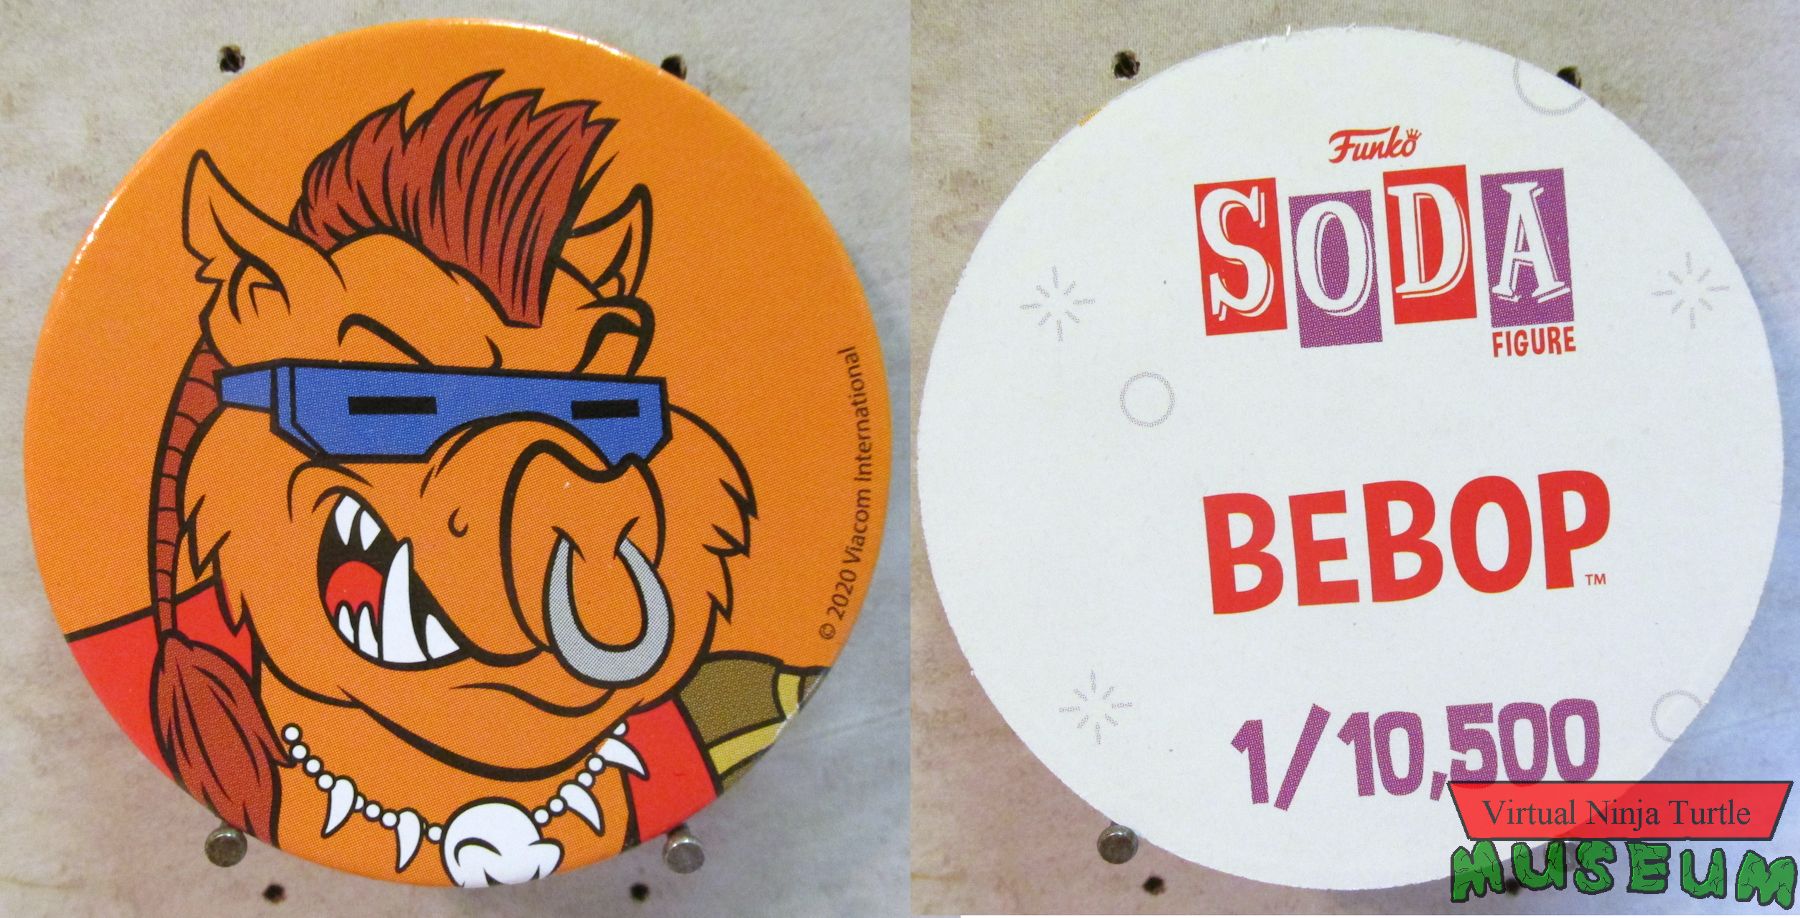 © 2020 Viacom International
Funko
SODA
FIGURE
BEBOP™
1/10,500
Virtual Ninja Turtle
MUSEUM